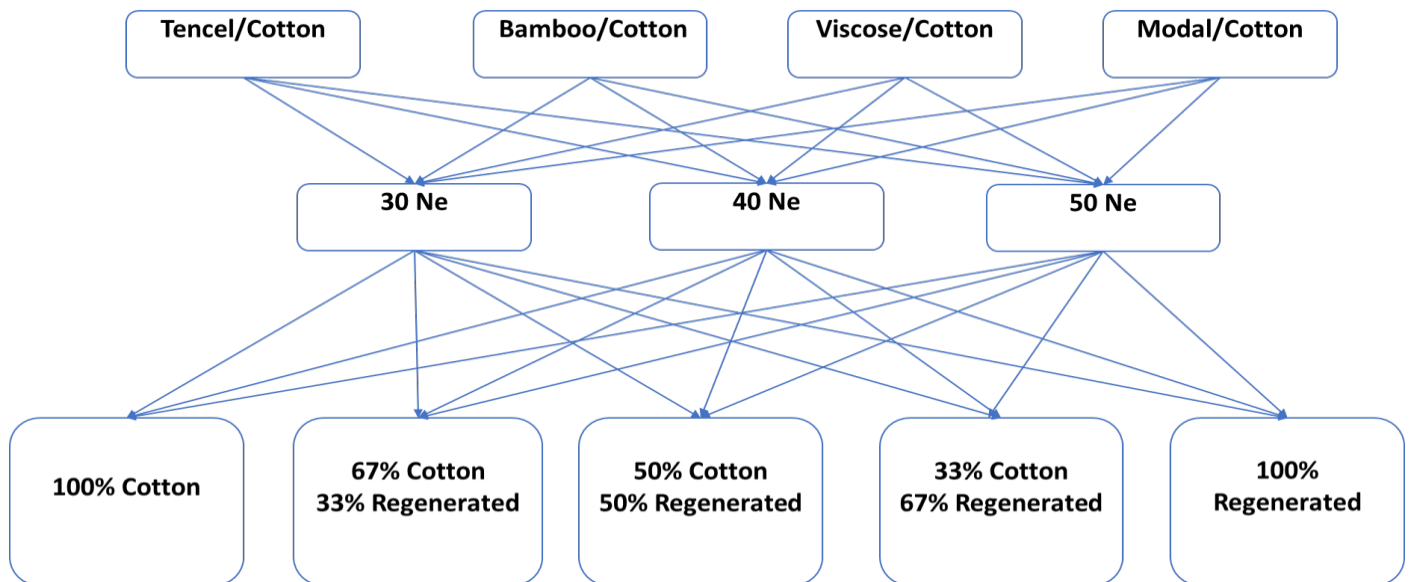 Tencel/Cotton
Bamboo/Cotton
Viscose/Cotton
Modal/Cotton
30 Ne
40 Ne
50 Ne
100% Cotton
67% Cotton
33% Regenerated
50% Cotton
50% Regenerated
33% Cotton
67% Regenerated
100%
Regenerated